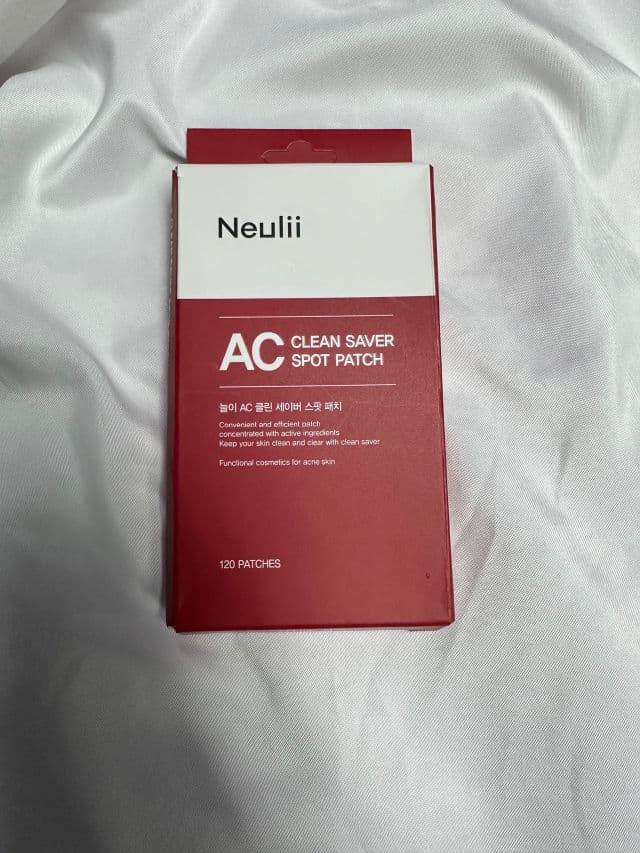 Neulii
AC CLEAN SAVER
SPOT PATCH
늘이 AC 클린 세이버 스팟 패치
Convenient and efficient patch
concentrated with active ingredients
Keep your skin clean and clear with clean saver
Functional cosmetics for acne skin
120 PATCHES